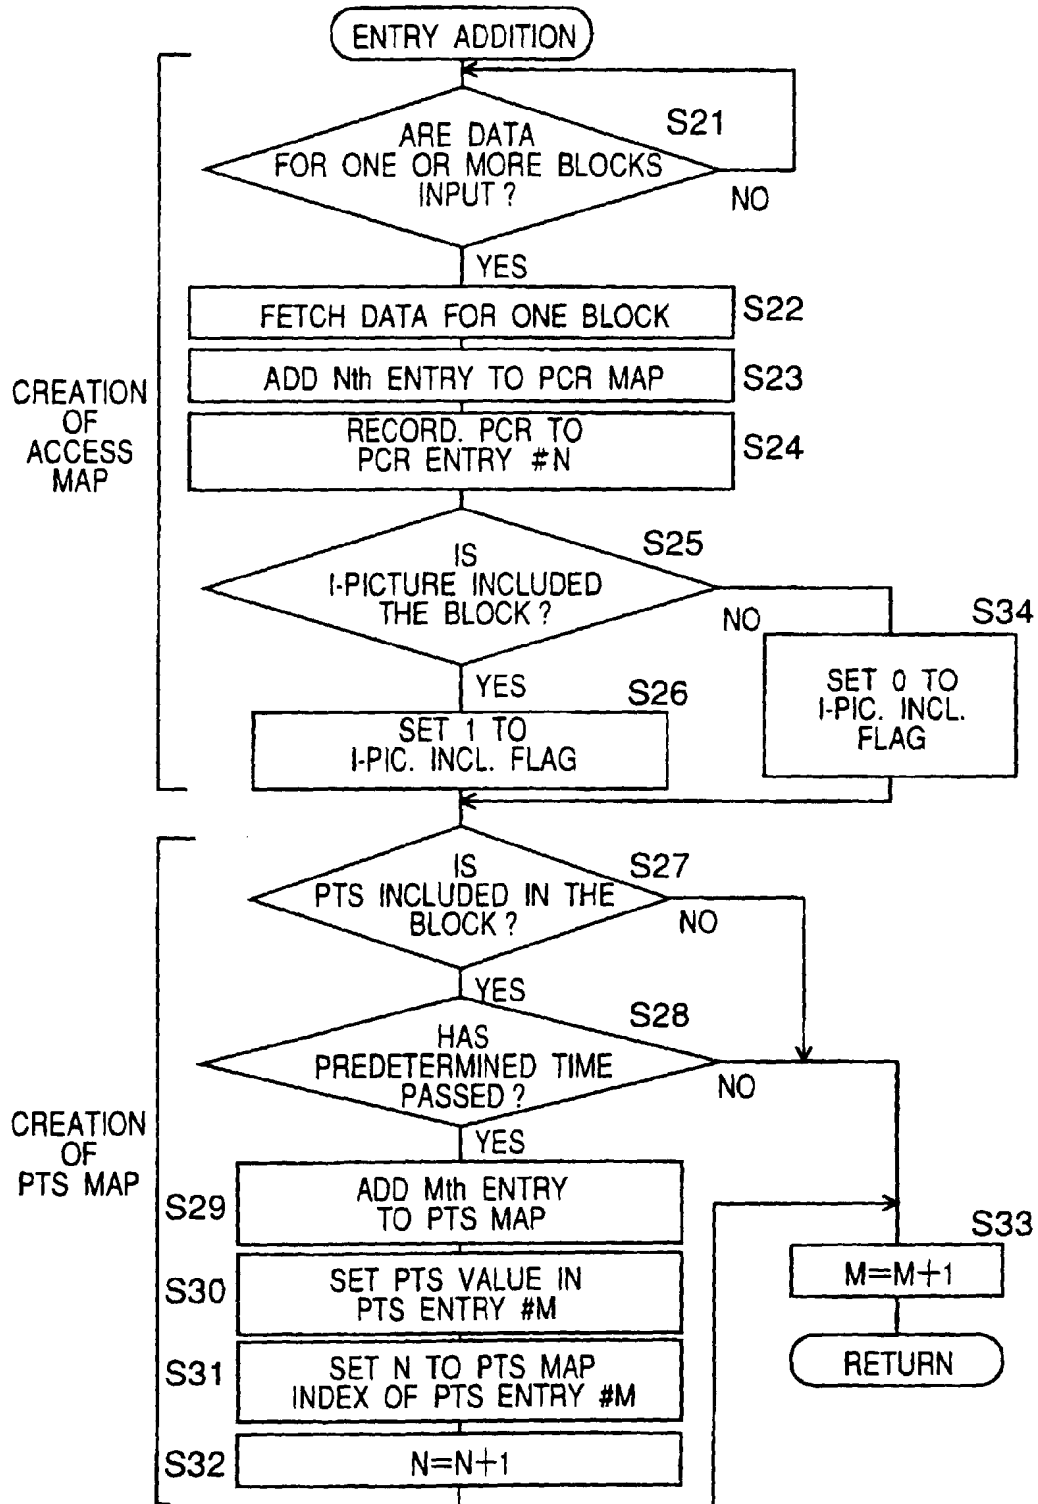 ENTRY ADDITION
ARE DATA
FOR ONE OR MORE BLOCKS
INPUT?
S21
NO
YES
FETCH DATA FOR ONE BLOCK
S22
ADD Nth ENTRY TO PCR MAP
S23
RECORD. PCR TO
PCR ENTRY #N
S24
CREATION
OF
ACCESS
MAP
IS
I-PICTURE INCLUDED
THE BLOCK?
S25
NO
S34
SET 0 TO
I-PIC. INCL.
FLAG
YES
S26
SET 1 TO
I-PIC. INCL. FLAG
IS
PTS INCLUDED IN THE
BLOCK?
S27
NO
YES
HAS
PREDETERMINED TIME
PASSED?
S28
NO
YES
CREATION
OF
PTS MAP
S29
ADD Mth ENTRY
TO PTS MAP
S30
SET PTS VALUE IN
PTS ENTRY #M
S31
SET N TO PTS MAP
INDEX OF PTS ENTRY #M
S32
N=N+1
S33
M=M+1
RETURN